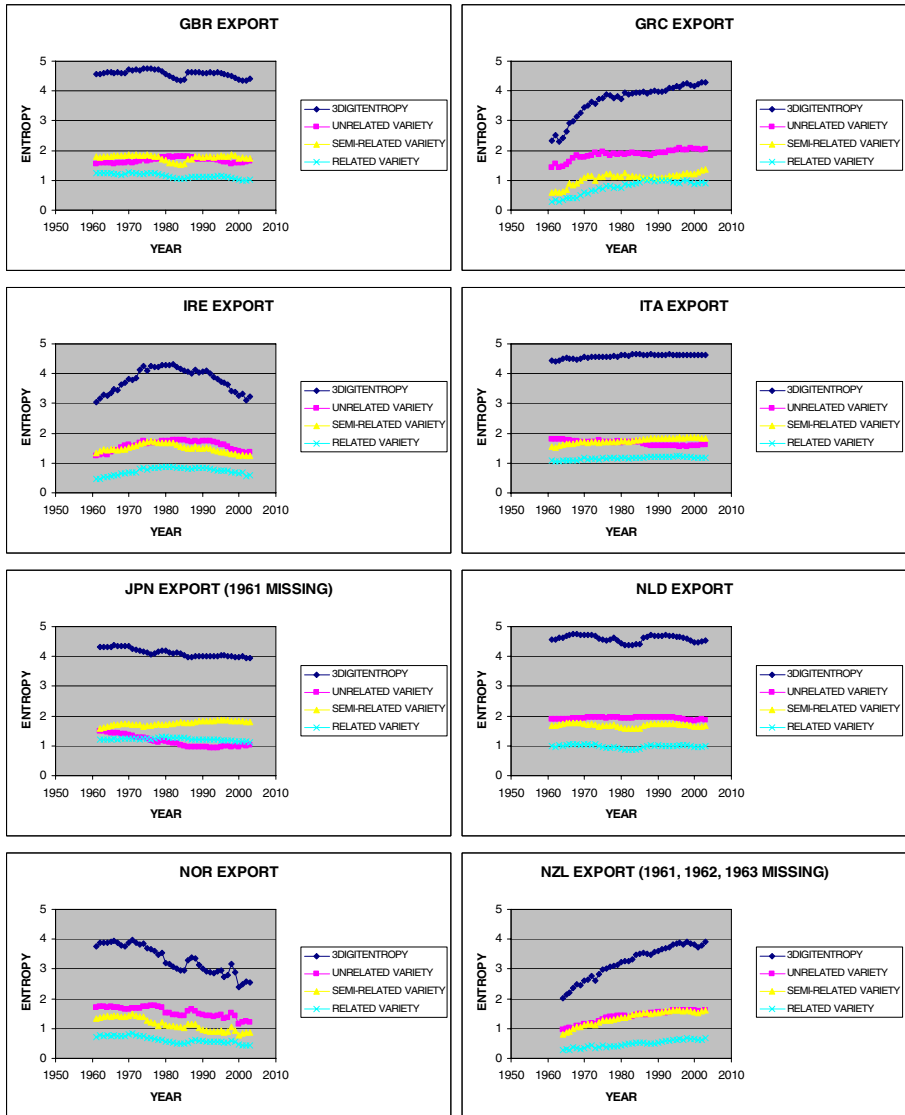 GBR EXPORT
ENTROPY
5
4
3
2
1
0
1950 1960 1970 1980 1990 2000 2010
YEAR
3DIGITENTROPY
UNRELATED VARIETY
SEMI-RELATED VARIETY
RELATED VARIETY
GRC EXPORT
ENTROPY
5
4
3
2
1
0
1950 1960 1970 1980 1990 2000 2010
YEAR
3DIGITENTROPY
UNRELATED VARIETY
SEMI-RELATED VARIETY
RELATED VARIETY
IRE EXPORT
ENTROPY
5
4
3
2
1
0
1950 1960 1970 1980 1990 2000 2010
YEAR
3DIGITENTROPY
UNRELATED VARIETY
SEMI-RELATED VARIETY
RELATED VARIETY
ITA EXPORT
ENTROPY
5
4
3
2
1
0
1950 1960 1970 1980 1990 2000 2010
YEAR
3DIGITENTROPY
UNRELATED VARIETY
SEMI-RELATED VARIETY
RELATED VARIETY
JPN EXPORT (1961 MISSING)
ENTROPY
5
4
3
2
1
0
1950 1960 1970 1980 1990 2000 2010
YEAR
3DIGITENTROPY
UNRELATED VARIETY
SEMI-RELATED VARIETY
RELATED VARIETY
NLD EXPORT
ENTROPY
5
4
3
2
1
0
1950 1960 1970 1980 1990 2000 2010
YEAR
3DIGITENTROPY
UNRELATED VARIETY
SEMI-RELATED VARIETY
RELATED VARIETY
NOR EXPORT
ENTROPY
5
4
3
2
1
0
1950 1960 1970 1980 1990 2000 2010
YEAR
3DIGITENTROPY
UNRELATED VARIETY
SEMI-RELATED VARIETY
RELATED VARIETY
NZL EXPORT (1961, 1962, 1963 MISSING)
ENTROPY
5
4
3
2
1
0
1950 1960 1970 1980 1990 2000 2010
YEAR
3DIGITENTROPY
UNRELATED VARIETY
SEMI-RELATED VARIETY
RELATED VARIETY